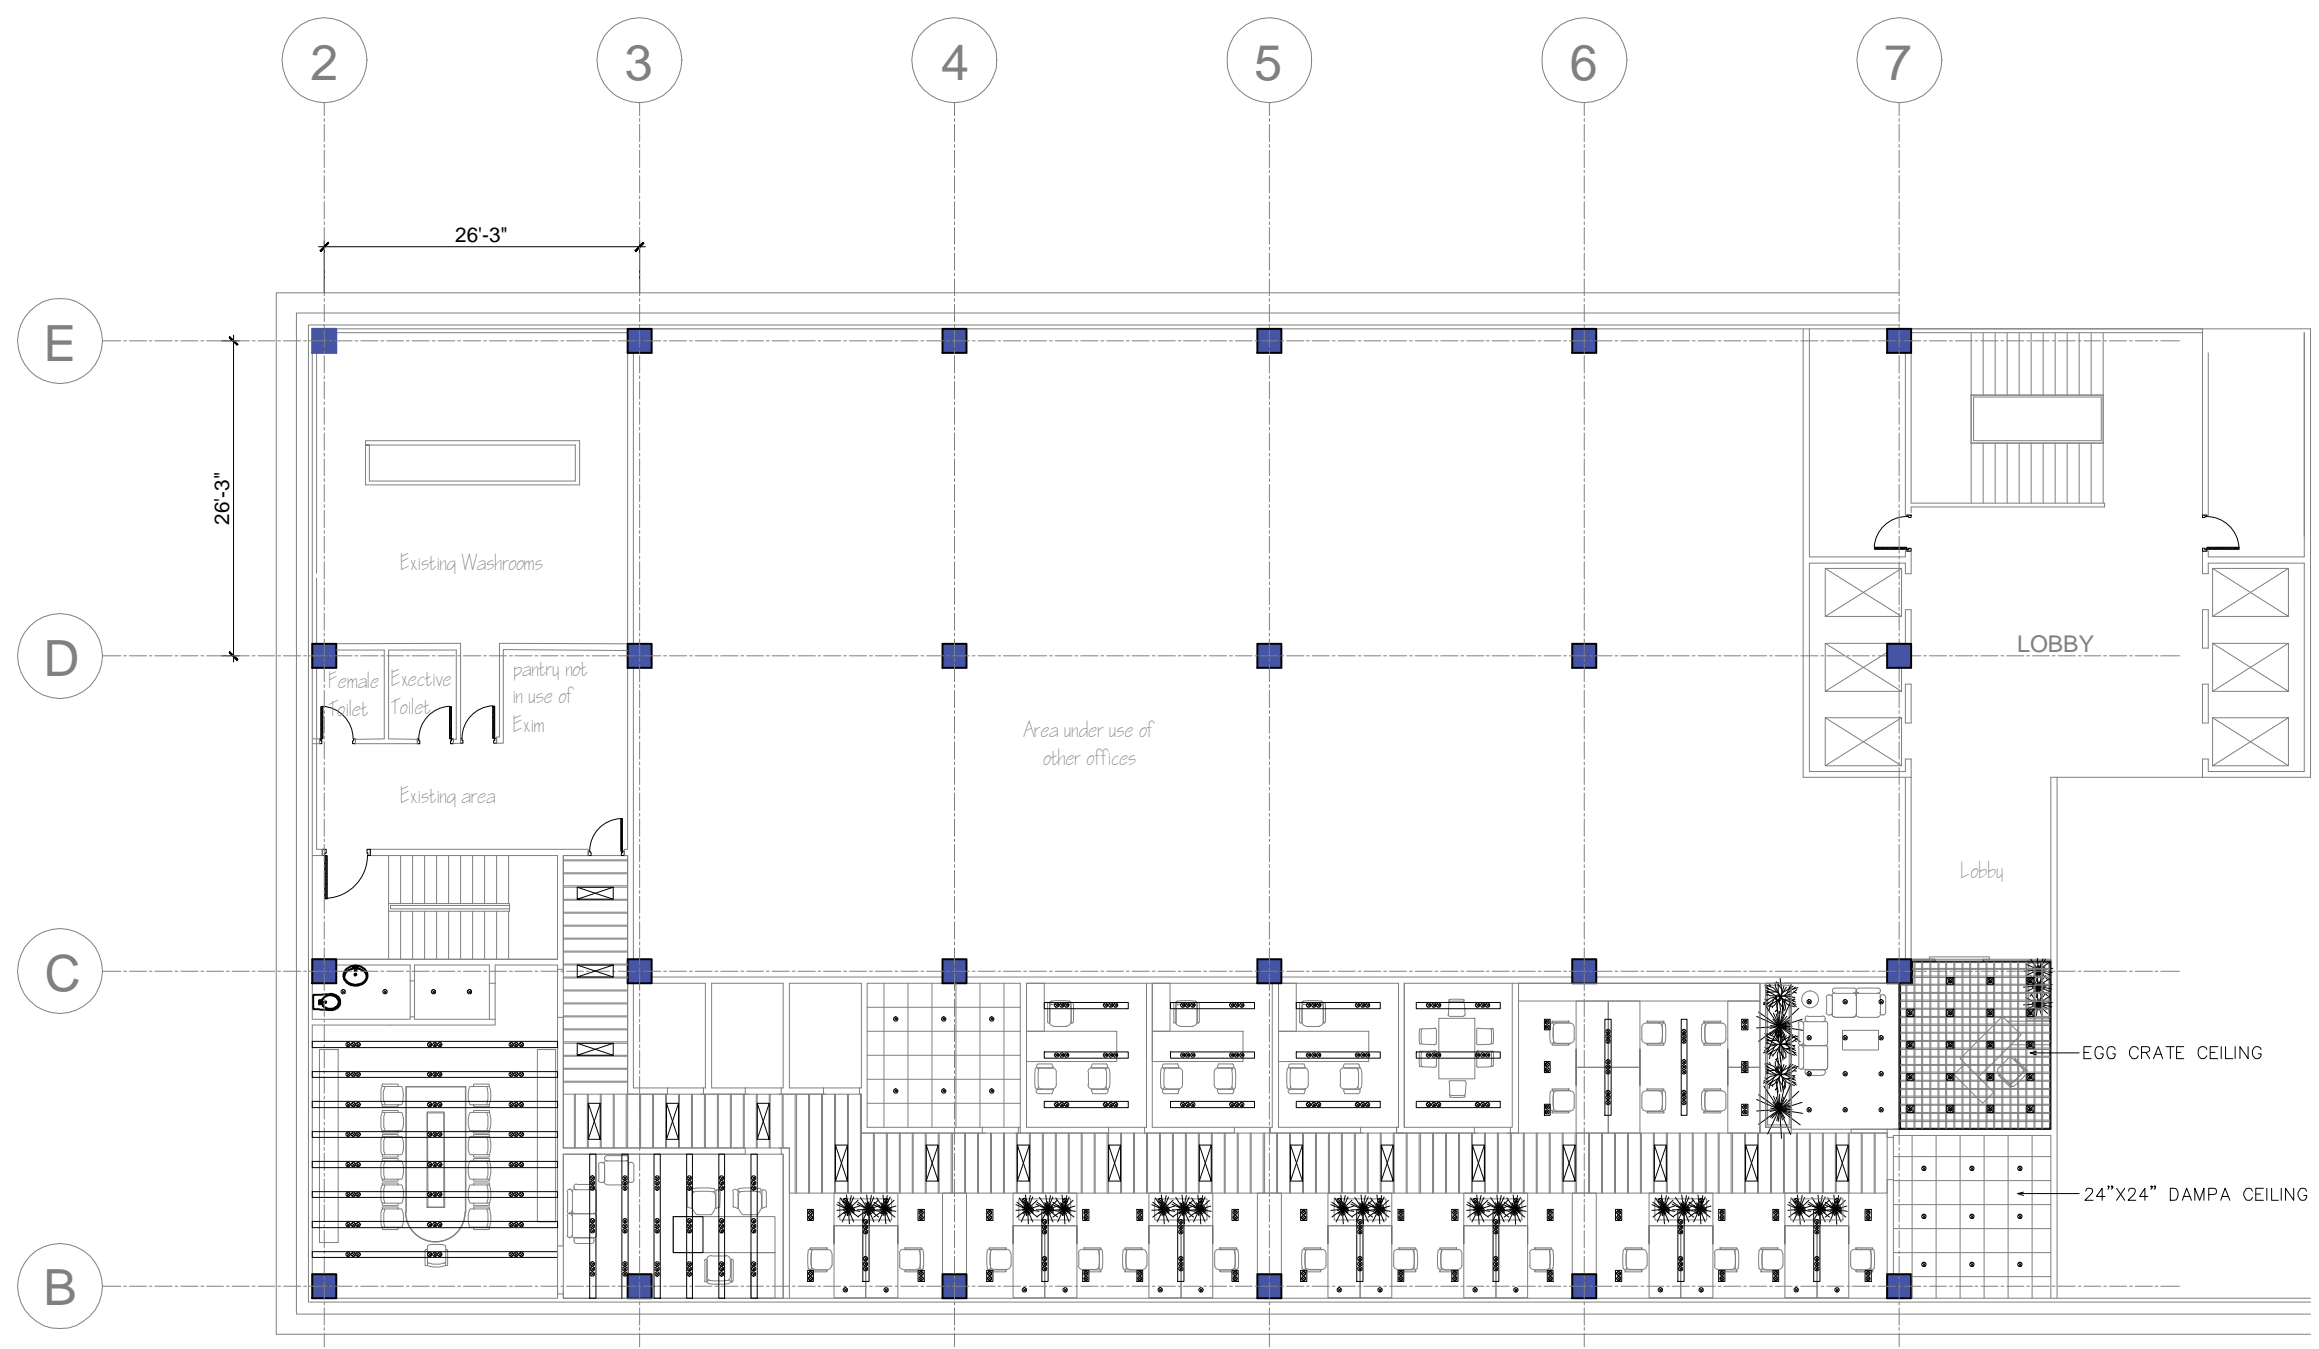 2
3
4
5
6
7
26'-3"
E
26'-3"
Existing Washrooms
D
LOBBY
Female
Toilet
Exective
Toilet
pantry not
in use of
Exim
Area under use of
other offices
Existing area
Lobby
C
EGG CRATE CEILING
24"X24" DAMPA CEILING
B